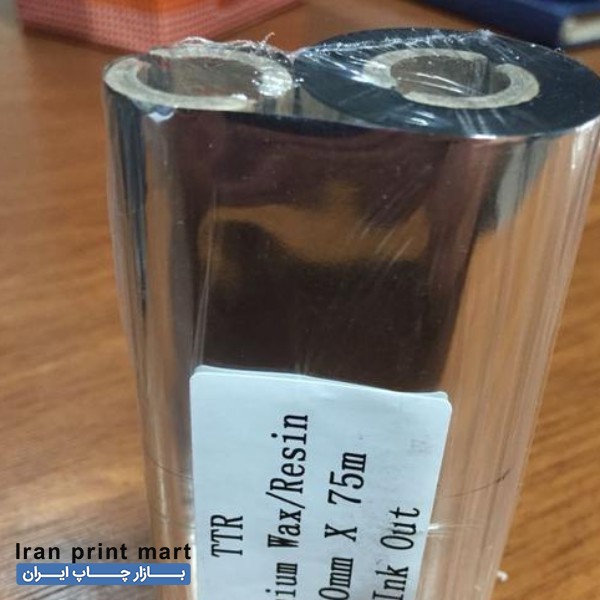 TTR
ium Wax/Resin
0mm X 75m
Ink Out
Iran print mart
بازار چاپ ایران